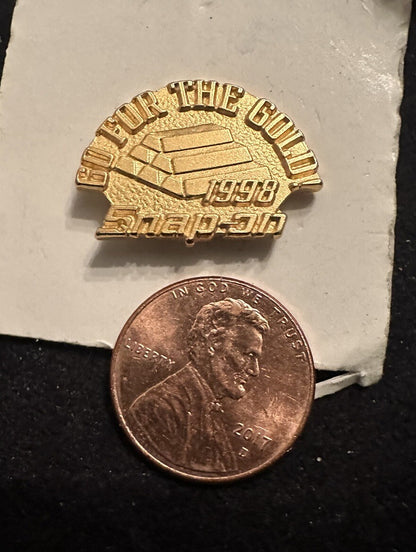 GO FOR THE GOLD!
1998
Snap-on
IN GOD WE TRUST
LIBERTY
2017
D